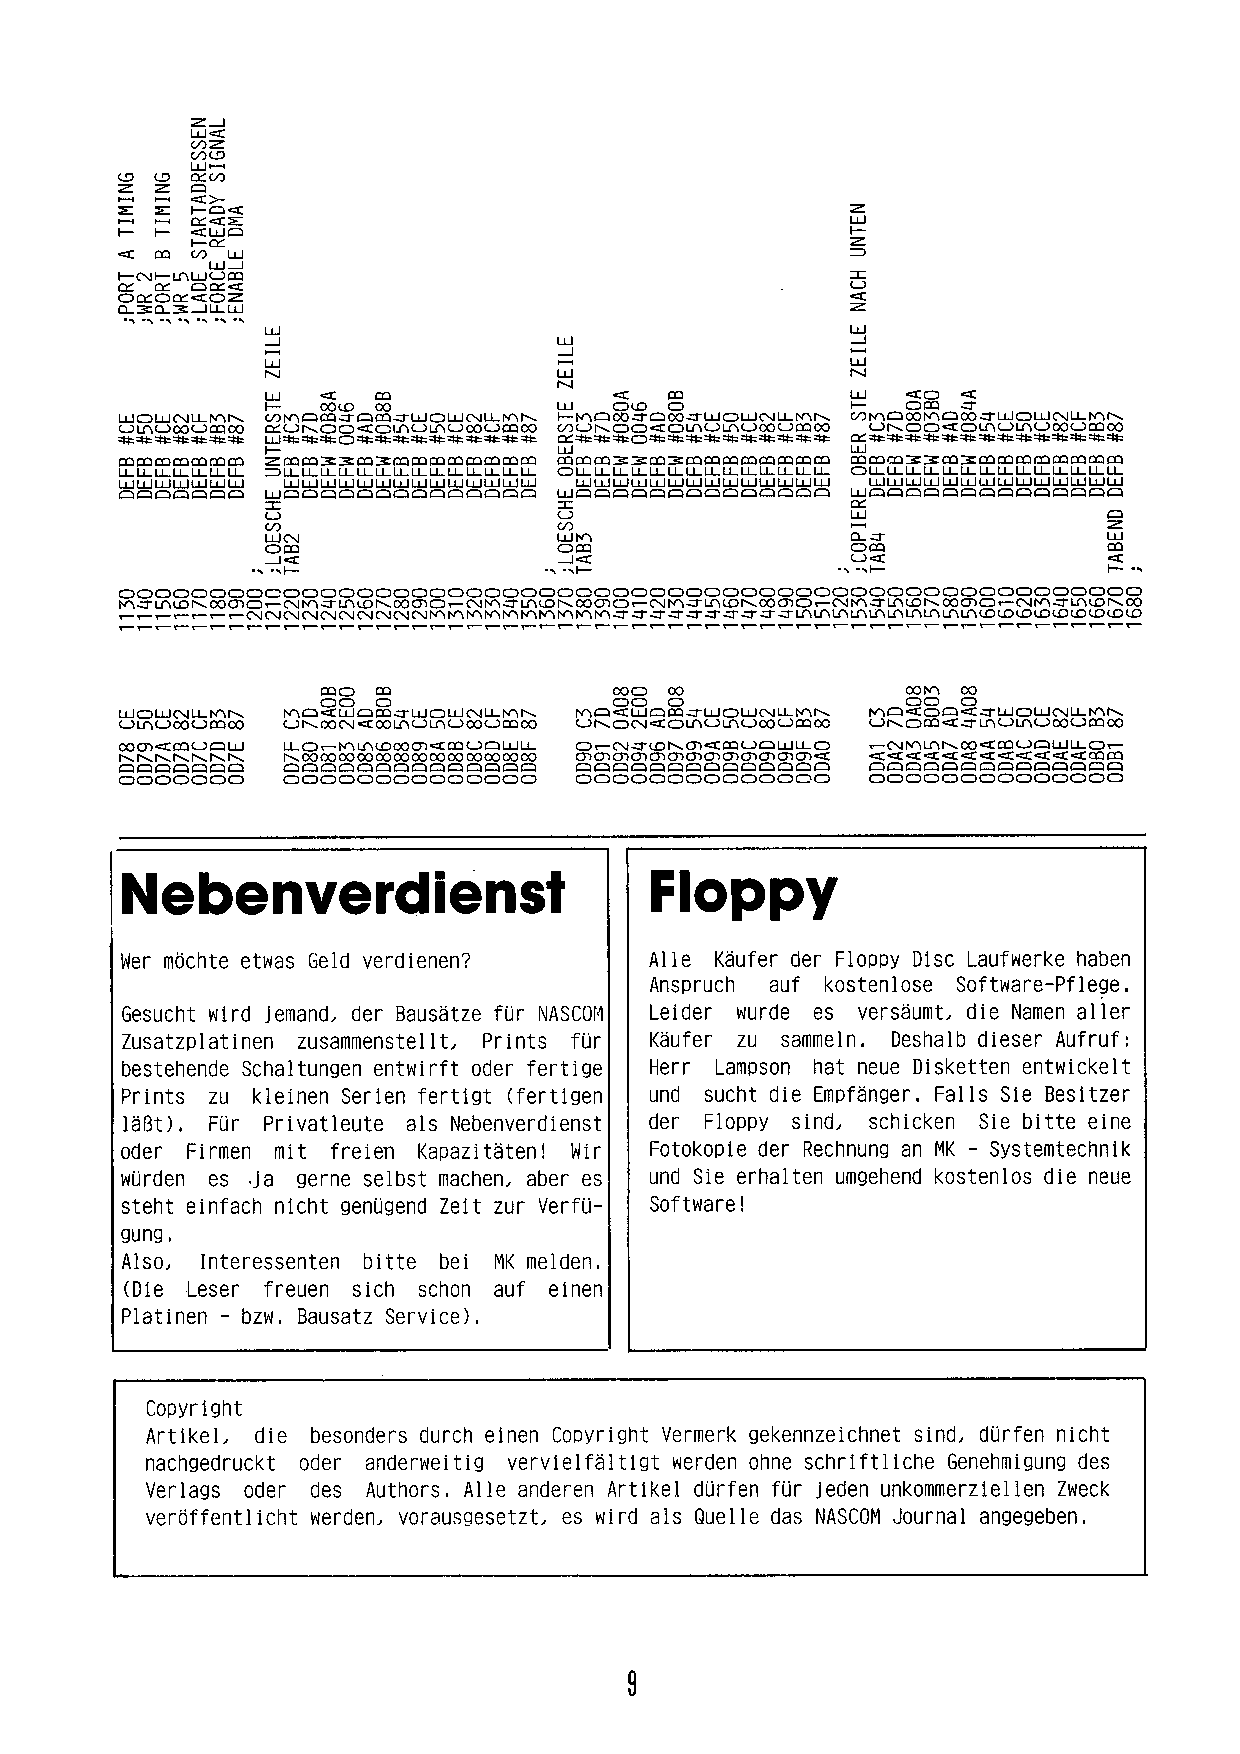 0D78 CE 1130 DEFB #CE ;PORT A TIMING
0D79 50 1140 DEFB #50 ;WR 2
0D7A CE 1150 DEFB #CE ;PORT B TIMING
0D7B 82 1160 DEFB #82 ;WR 5
0D7C CF 1170 DEFB #CF ;LADE STARTADRESSEN
0D7D B3 1180 DEFB #B3 ;FORCE READY SIGNAL
0D7E 87 1190 DEFB #87 ;ENABLE DMA
1200 ;
1210 ;LOESCHE UNTERSTE ZEILE
0D7F C3 1220 TAB2 DEFB #C3
0D80 7D 1230 DEFB #7D
0D81 8A0B 1240 DEFW #0B8A
0D83 2E00 1250 DEFW 0046
0D85 AD 1260 DEFB #AD
0D86 8B0B 1270 DEFW #0B8B
0D88 54 1280 DEFB #54
0D89 CE 1290 DEFB #CE
0D8A 50 1300 DEFB #50
0D8B CE 1310 DEFB #CE
0D8C 82 1320 DEFB #82
0D8D CF 1330 DEFB #CF
0D8E B3 1340 DEFB #B3
0D8F 87 1350 DEFB #87
1360 ;
1370 ;LOESCHE OBERSTE ZEILE
0D90 C3 1380 TAB3 DEFB #C3
0D91 7D 1390 DEFB #7D
0D92 0A08 1400 DEFW #080A
0D94 2E00 1410 DEFW 0046
0D96 AD 1420 DEFB #AD
0D97 0B08 1430 DEFW #080B
0D99 54 1440 DEFB #54
0D9A CE 1450 DEFB #CE
0D9B 50 1460 DEFB #50
0D9C CE 1470 DEFB #CE
0D9D 82 1480 DEFB #82
0D9E CF 1490 DEFB #CF
0D9F B3 1500 DEFB #B3
0DA0 87 1510 DEFB #87
1520 ;
1530 ;COPIERE OBER STE ZEILE NACH UNTEN
0DA1 C3 1540 TAB4 DEFB #C3
0DA2 7D 1550 DEFB #7D
0DA3 0A08 1560 DEFW #080A
0DA5 B003 1570 DEFW #03B0
0DA7 AD 1580 DEFB #AD
0DA8 4A08 1590 DEFW #084A
0DAA 54 1600 DEFB #54
0DAB CE 1610 DEFB #CE
0DAC 50 1620 DEFB #50
0DAD CE 1630 DEFB #CE
0DAE 82 1640 DEFB #82
0DAF CF 1650 DEFB #CF
0DB0 B3 1660 DEFB #B3
0DB1 87 1670 TABEND DEFB #87
1680 ;
Nebenverdienst
Wer möchte etwas Geld verdienen?
Gesucht wird jemand, der Bausätze für NASCOM
Zusatzplatinen zusammenstellt, Prints für
bestehende Schaltungen entwirft oder fertige
Prints zu kleinen Serien fertigt (fertigen
läßt). Für Privatleute als Nebenverdienst
oder Firmen mit freien Kapazitäten! Wir
würden es ja gerne selbst machen, aber es
steht einfach nicht genügend Zeit zur Verfü-
gung.
Also, Interessenten bitte bei MK melden.
(Die Leser freuen sich schon auf einen
Platinen - bzw. Bausatz Service).
Floppy
Alle Käufer der Floppy Disc Laufwerke haben
Anspruch auf kostenlose Software-Pflege.
Leider wurde es versäumt, die Namen aller
Käufer zu sammeln. Deshalb dieser Aufruf:
Herr Lampson hat neue Disketten entwickelt
und sucht die Empfänger. Falls Sie Besitzer
der Floppy sind, schicken Sie bitte eine
Fotokopie der Rechnung an MK - Systemtechnik
und Sie erhalten umgehend kostenlos die neue
Software!
Copyright
Artikel, die besonders durch einen Copyright Vermerk gekennzeichnet sind, dürfen nicht
nachgedruckt oder anderweitig vervielfältigt werden ohne schriftliche Genehmigung des
Verlags oder des Authors. Alle anderen Artikel dürfen für jeden unkommerziellen Zweck
veröffentlicht werden, vorausgesetzt, es wird als Quelle das NASCOM Journal angegeben.
9